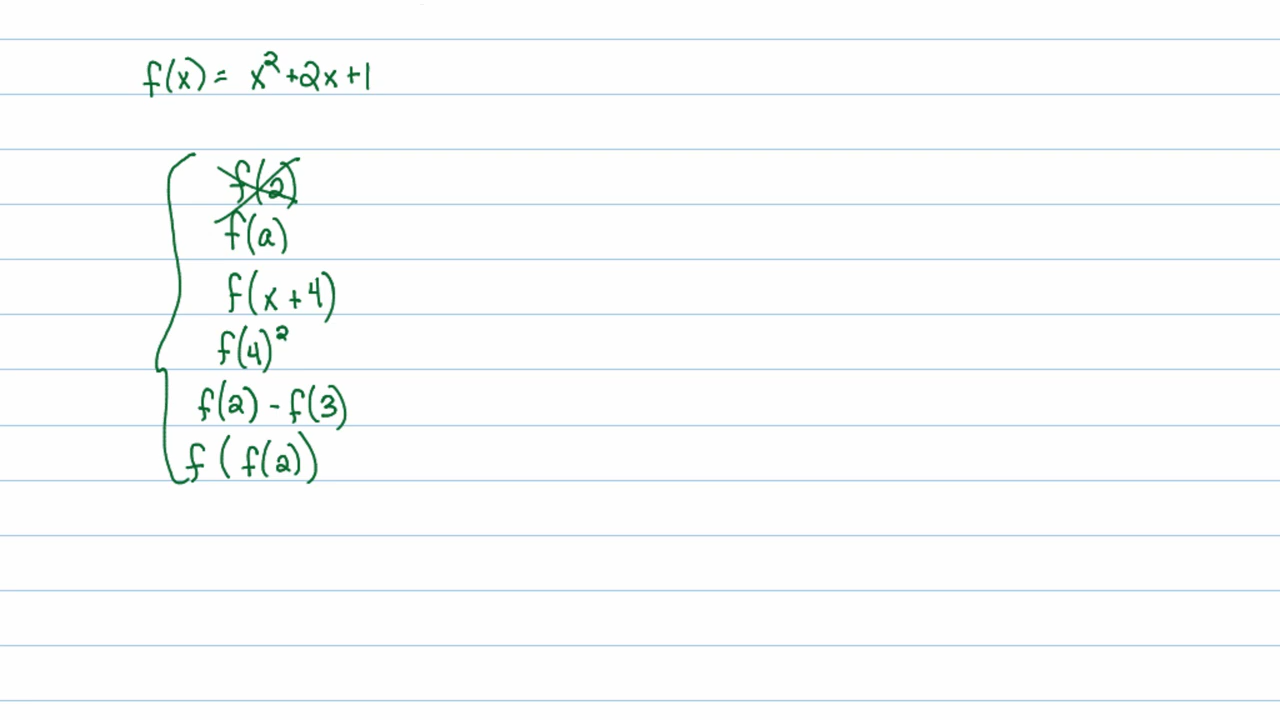 f(x) = x²+2x+1
f(2)
f(a)
f(x+4)
f(4)²
f(2) - f(3)
f(f(2))